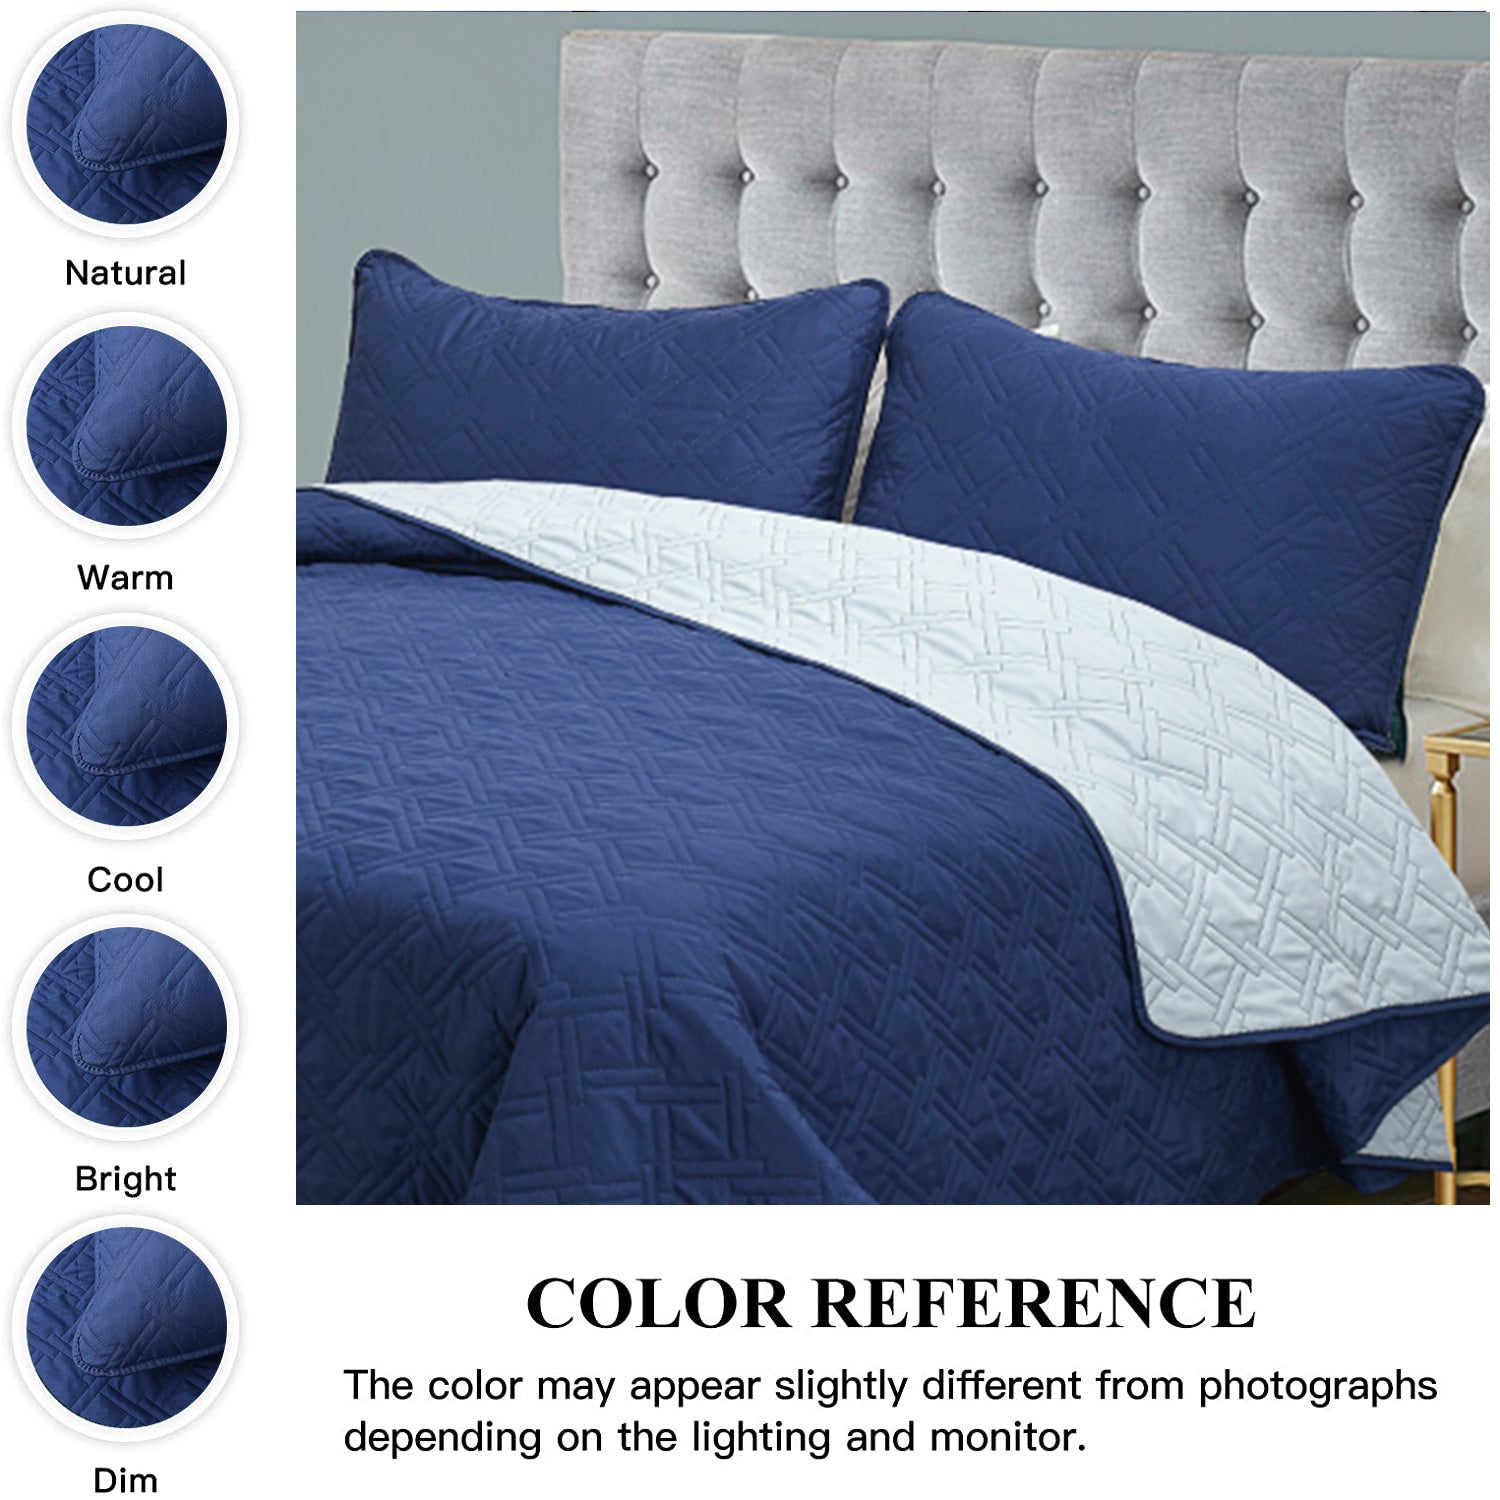 Natural
Warm
Cool
Bright
Dim
COLOR REFERENCE
The color may appear slightly different from photographs
depending on the lighting and monitor.